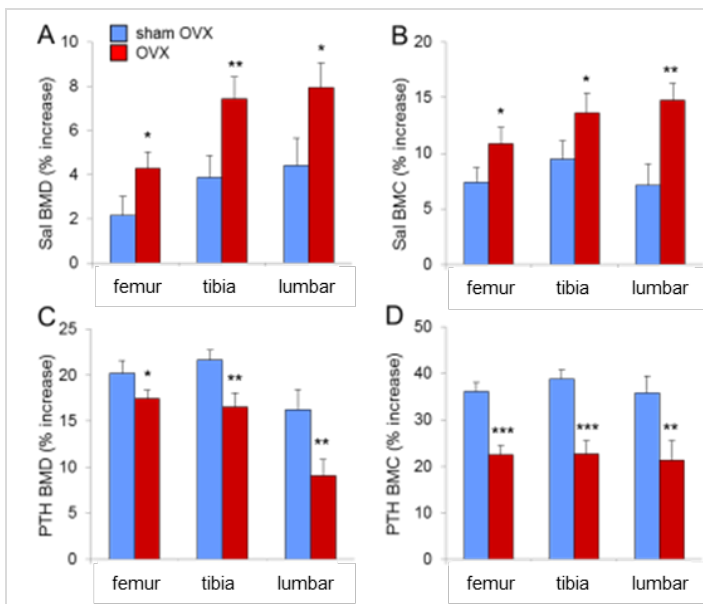 A
sham OVX
OVX
Sal BMD (% increase)
10
8
6
4
2
0
*
**
*
femur
tibia
lumbar
B
Sal BMC (% increase)
20
15
10
5
0
*
*
**
femur
tibia
lumbar
C
PTH BMD (% increase)
25
20
15
10
5
0
*
**
**
femur
tibia
lumbar
D
PTH BMC (% increase)
50
40
30
20
10
0
***
***
**
femur
tibia
lumbar